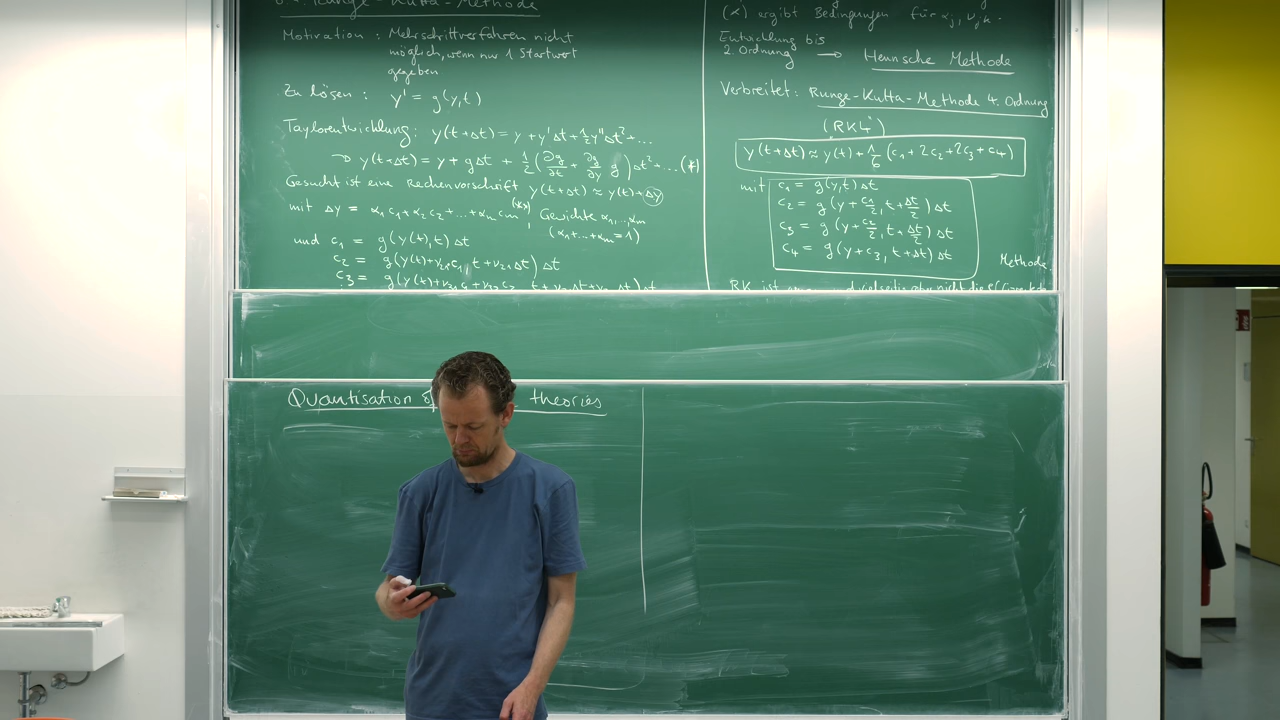 Runge-Kutta-Methode
Motivation : Mehrschrittverfahren nicht
möglich, wenn nur 1 Startwert
gegeben
Zu lösen : y' = g(y,t)
Taylorentwicklung: y(t+Δt) = y + y'Δt + ½y''Δt² + ...
y(t+Δt) = y + gΔt + ½(∂g/∂t + ∂g/∂y g)Δt² + ... (*)
Gesucht ist eine Rechenvorschrift y(t+Δt) ≈ y(t) + Δy
mit Δy = α₁c₁ + α₂c₂ + ... + αₘcₘ (**) , Gewichte α₁,...,αₘ
(α₁+...+αₘ = 1)
und c₁ = g(y(t), t) Δt
c₂ = g(y(t)+ν₂₁c₁, t+ν₂₁Δt) Δt
c₃ =
(*) ergibt Bedingungen für
Entwicklung bis
2. Ordnung → Heunsche Methode
Verbreitet: Runge-Kutta-Methode 4. Ordnung
(RK4)
y(t+Δt) ≈ y(t) + 1/6 (c₁ + 2c₂ + 2c₃ + c₄)
mit c₁ = g(y,t) Δt
c₂ = g(y + c₁/2, t + Δt/2) Δt
c₃ = g(y + c₂/2, t + Δt/2) Δt
c₄ = g(y + c₃, t + Δt) Δt
Methode
RK ist
Quantisation theories